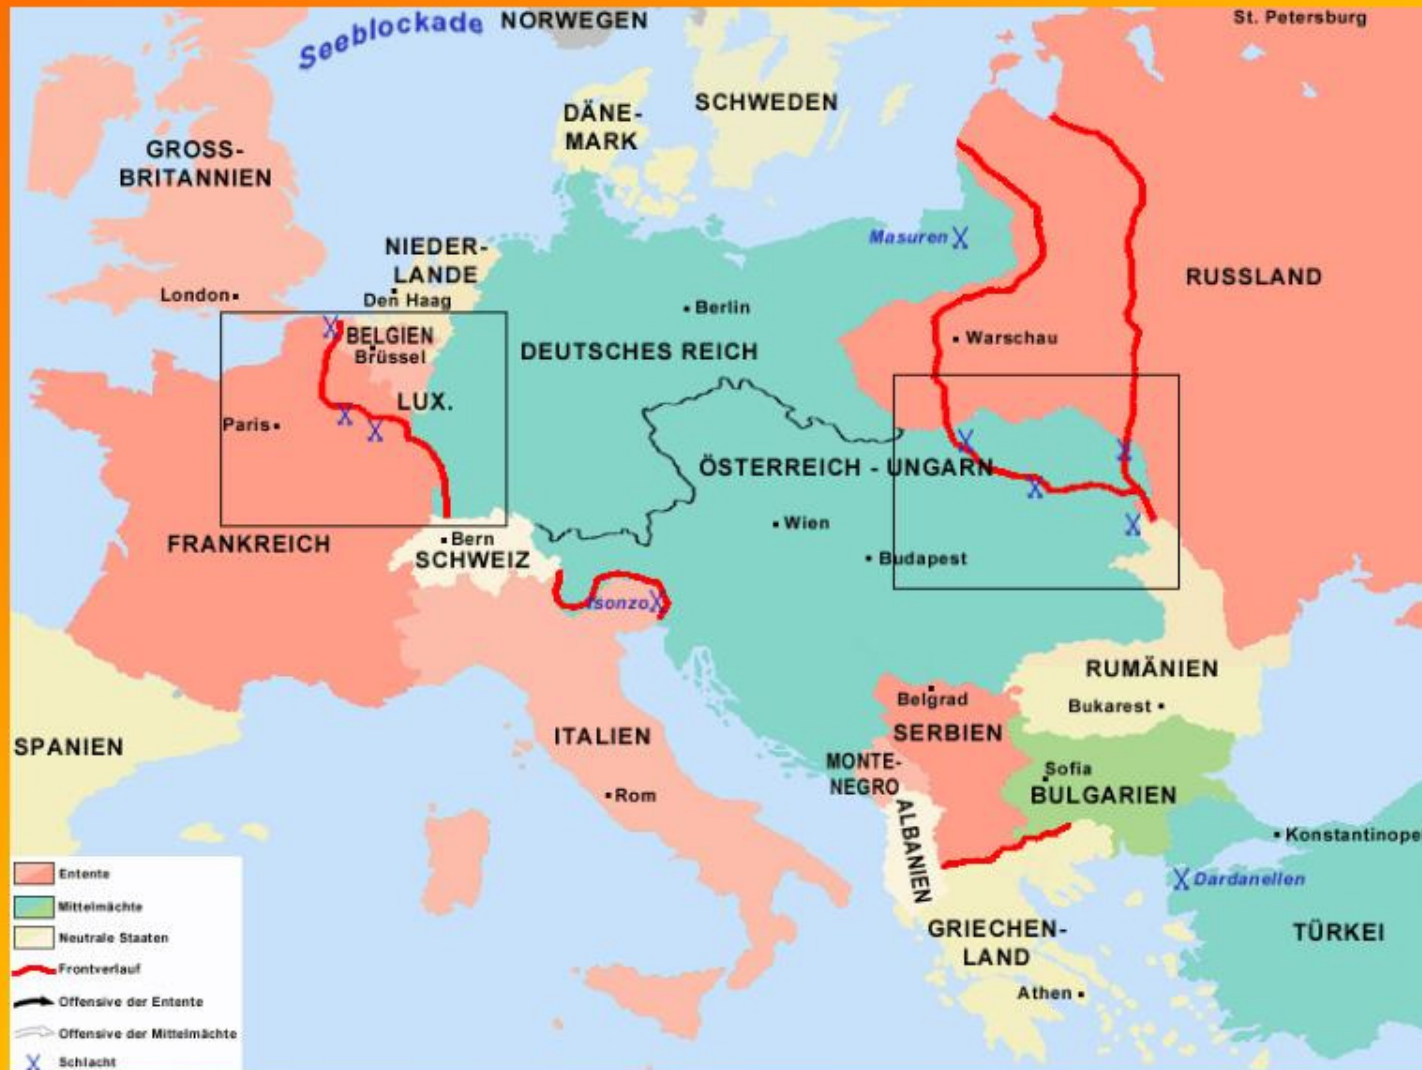 Seeblockade
NORWEGEN
St. Petersburg
SCHWEDEN
DÄNE-
MARK
GROSS-
BRITANNIEN
NIEDER-
LANDE
Masuren
RUSSLAND
London
Den Haag
Berlin
BELGIEN
Brüssel
DEUTSCHES REICH
Warschau
LUX.
Paris
ÖSTERREICH - UNGARN
Wien
FRANKREICH
Bern
SCHWEIZ
Budapest
Isonzo
RUMÄNIEN
Belgrad
Bukarest
SERBIEN
ITALIEN
SPANIEN
MONTE-
NEGRO
Sofia
BULGARIEN
Rom
ALBANIEN
Konstantinope
Dardanellen
GRIECHEN-
LAND
TÜRKEI
Athen
Entente
Mittelmächte
Neutrale Staaten
Frontverlauf
Offensive der Entente
Offensive der Mittelmächte
Schlacht